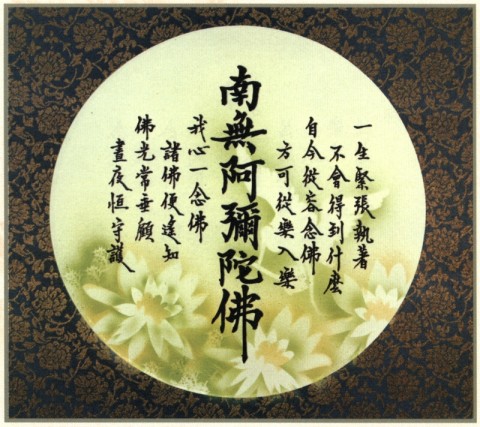 一生緊張執著
不會得到什麼
自今從容念佛
方可從樂入樂
南無阿彌陀佛
我心一念佛
諸佛便遙知
佛光常垂顧
晝夜恒守護